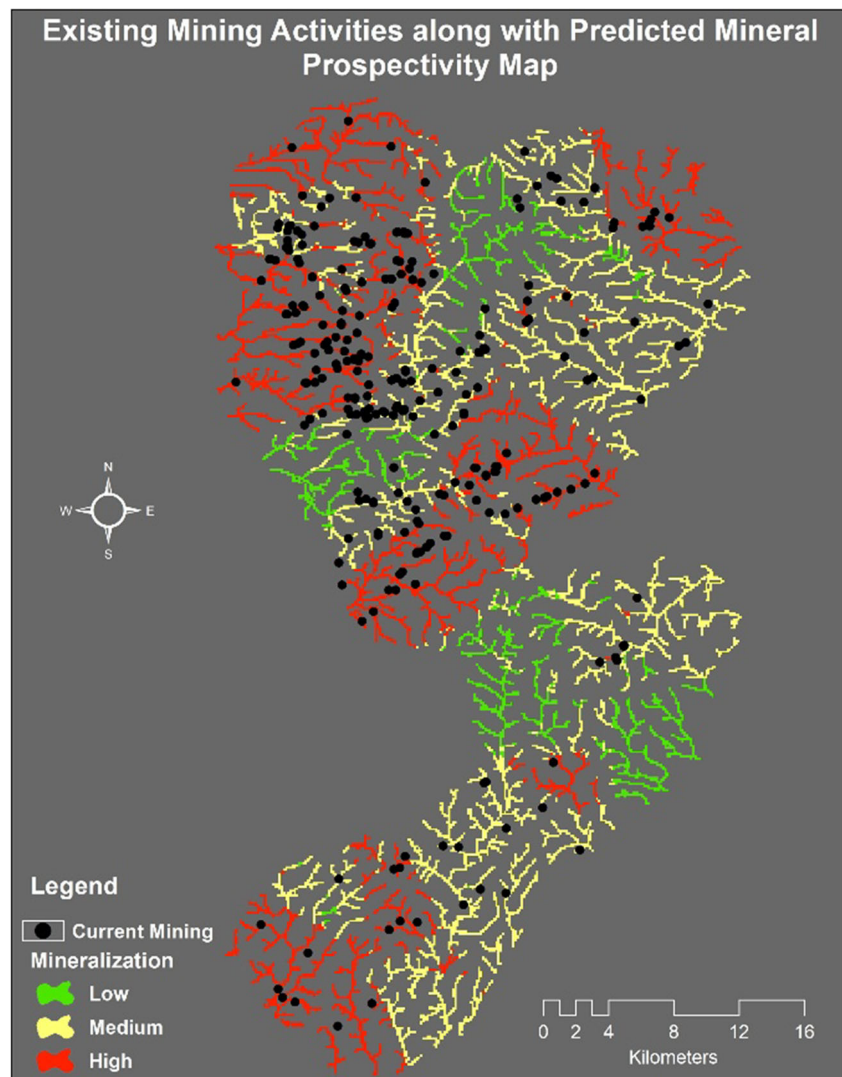 Existing Mining Activities along with Predicted Mineral
Prospectivity Map
N
W E
S
Legend
Current Mining
Mineralization
Low
Medium
High
0 2 4 8 12 16
Kilometers